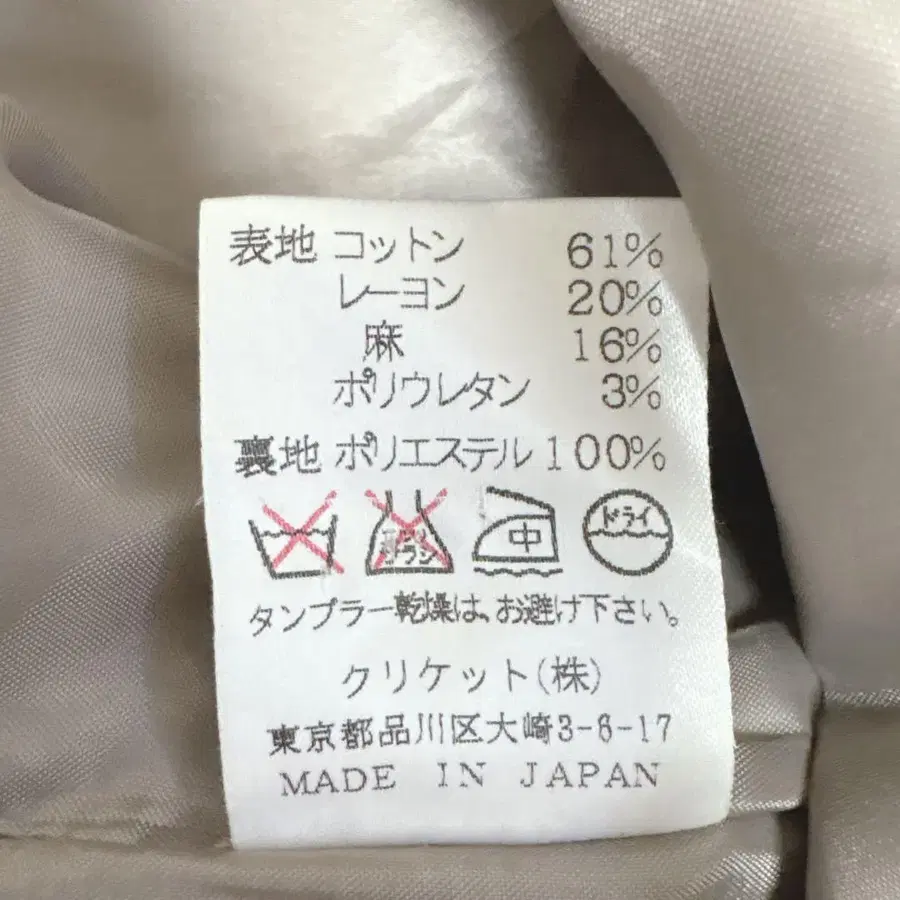 表地 コットン 61%
レーヨン 20%
麻 16%
ポリウレタン 3%
裏地 ポリエステル 100%
中 ドライ
タンブラー乾燥は、お避け下さい。
クリケット(株)
東京都品川区大崎3-6-17
MADE IN JAPAN